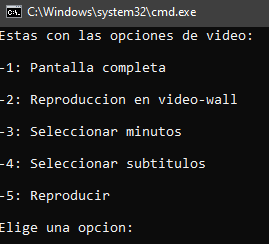 C:\Windows\system32\cmd.exe
Estas con las opciones de video:
-1: Pantalla completa
-2: Reproduccion en video-wall
-3: Seleccionar minutos
-4: Seleccionar subtitulos
-5: Reproducir
Elige una opcion: